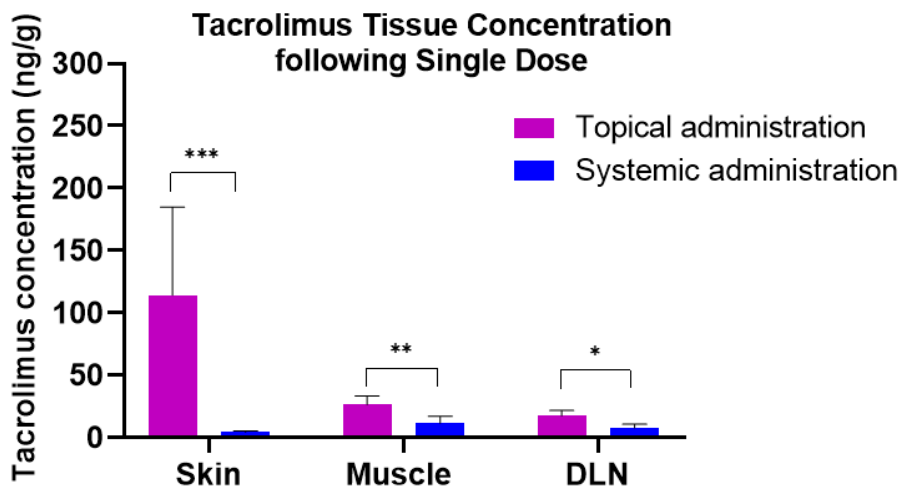 Tacrolimus Tissue Concentration
following Single Dose
Tacrolimus concentration (ng/g)
300
250
200
150
100
50
0
Topical administration
Systemic administration
***
**
*
Skin
Muscle
DLN